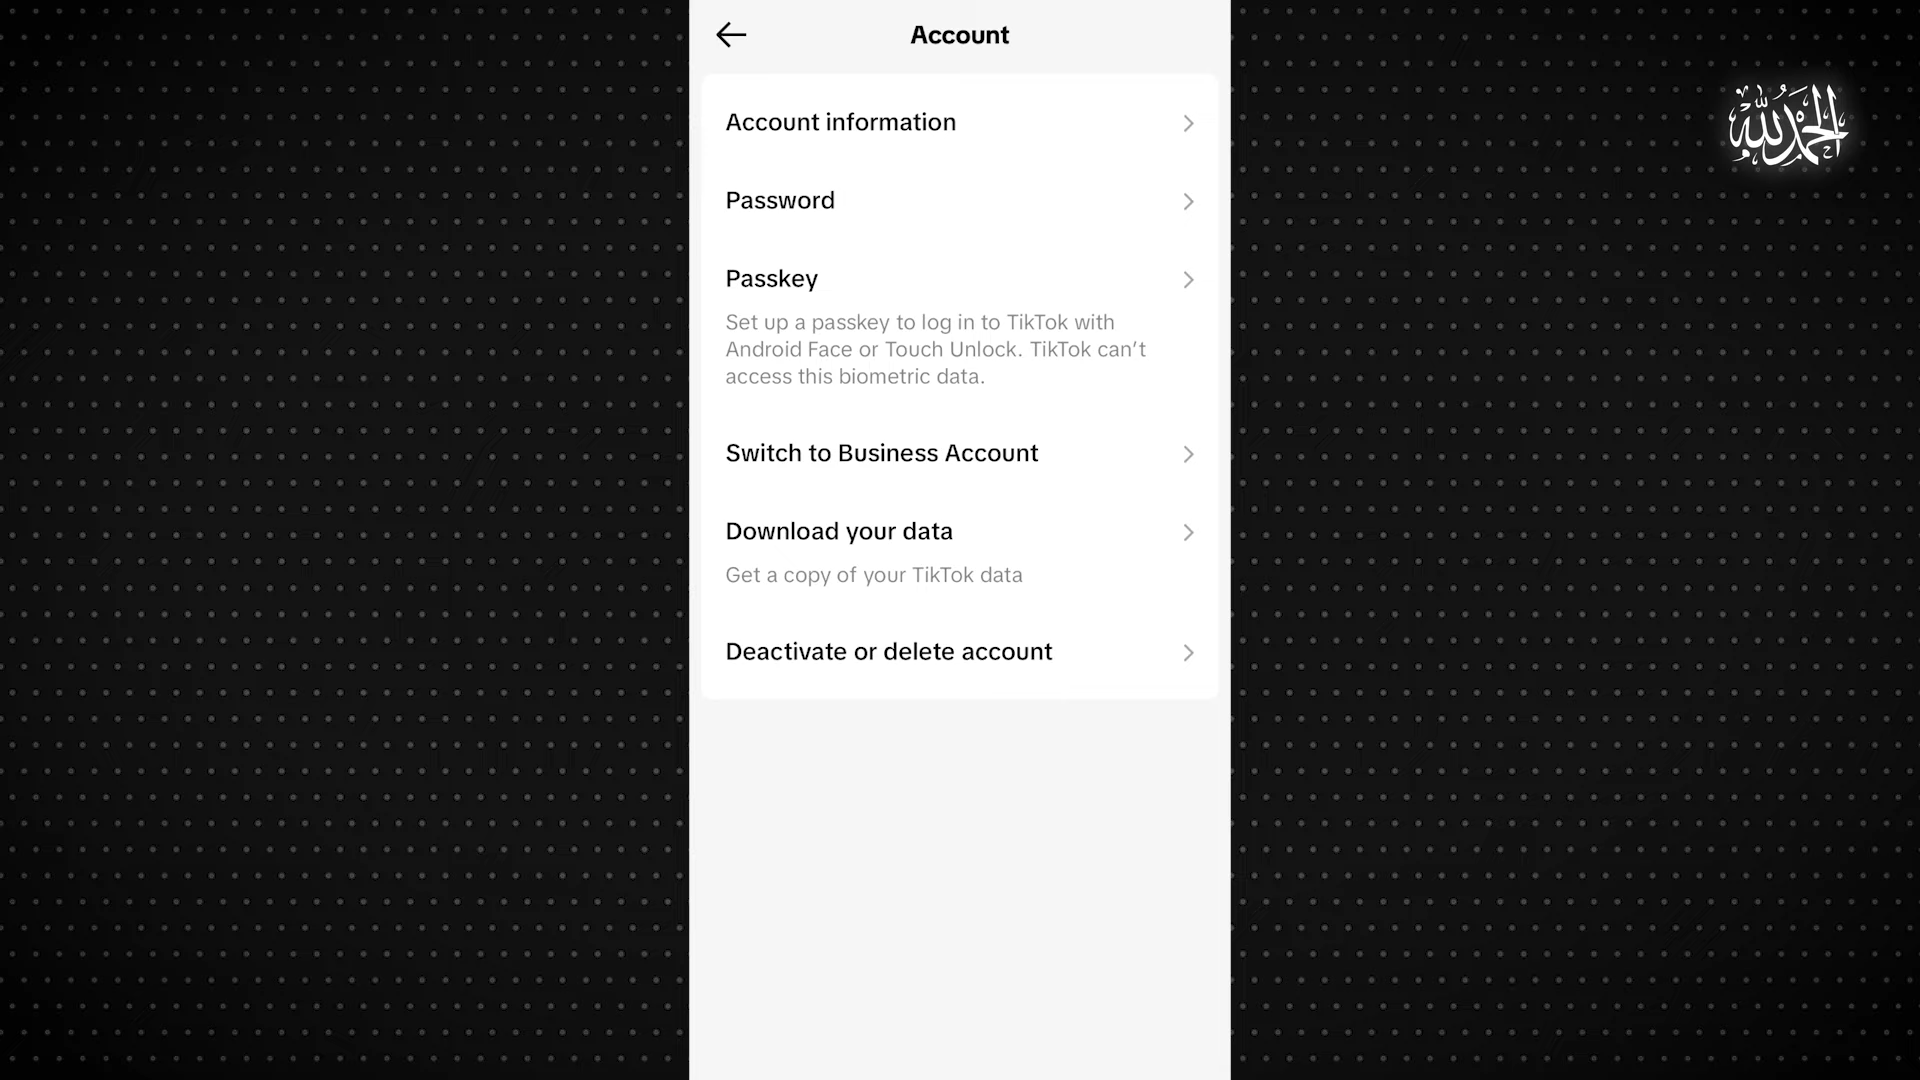 Account
الحمد لله
Account information
Password
Passkey
Set up a passkey to log in to TikTok with
Android Face or Touch Unlock. TikTok can't
access this biometric data.
Switch to Business Account
Download your data
Get a copy of your TikTok data
Deactivate or delete account